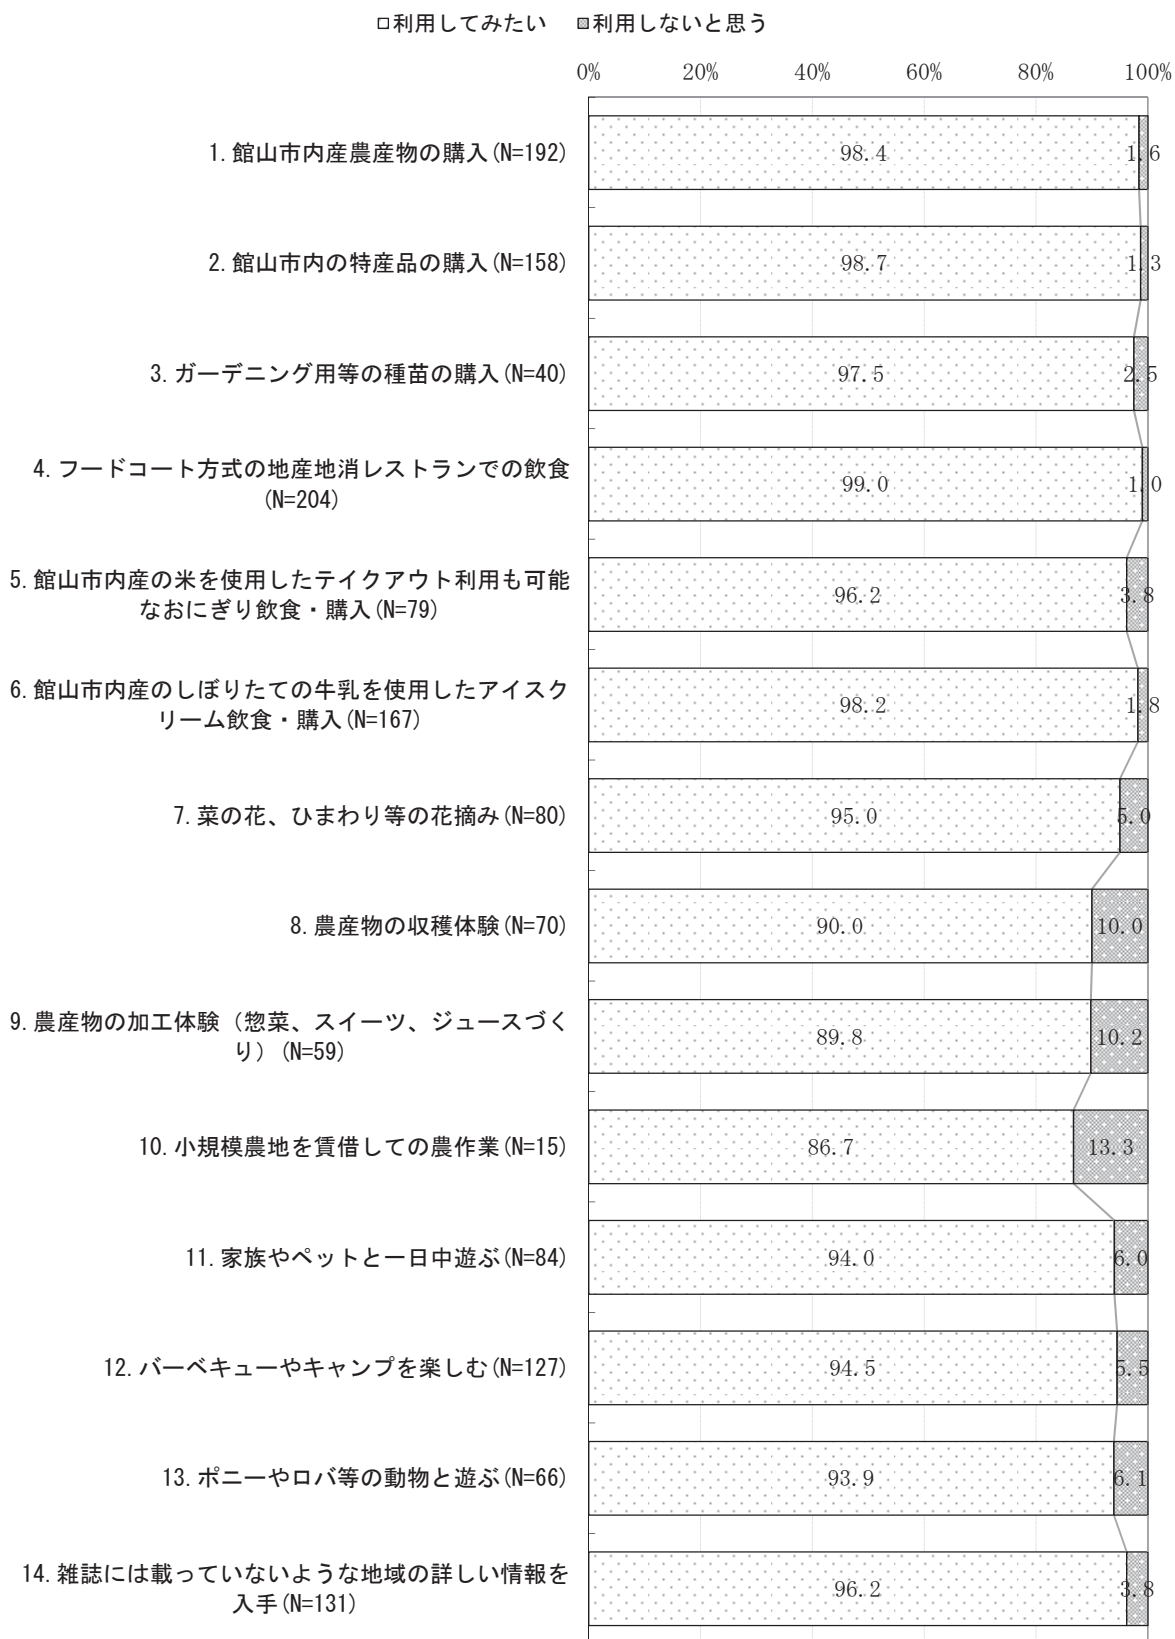 □利用してみたい ▩利用しないと思う
0% 20% 40% 60% 80% 100%
1. 館山市内産農産物の購入(N=192) 98.4 1.6
2. 館山市内の特産品の購入(N=158) 98.7 1.3
3. ガーデニング用等の種苗の購入(N=40) 97.5 2.5
4. フードコート方式の地産地消レストランでの飲食
(N=204) 99.0 1.0
5. 館山市内産の米を使用したテイクアウト利用も可能
なおにぎり飲食・購入(N=79) 96.2 3.8
6. 館山市内産のしぼりたての牛乳を使用したアイスク
リーム飲食・購入(N=167) 98.2 1.8
7. 菜の花、ひまわり等の花摘み(N=80) 95.0 5.0
8. 農産物の収穫体験(N=70) 90.0 10.0
9. 農産物の加工体験（惣菜、スイーツ、ジュースづく
り）(N=59) 89.8 10.2
10. 小規模農地を賃借しての農作業(N=15) 86.7 13.3
11. 家族やペットと一日中遊ぶ(N=84) 94.0 6.0
12. バーベキューやキャンプを楽しむ(N=127) 94.5 5.5
13. ポニーやロバ等の動物と遊ぶ(N=66) 93.9 6.1
14. 雑誌には載っていないような地域の詳しい情報を
入手(N=131) 96.2 3.8